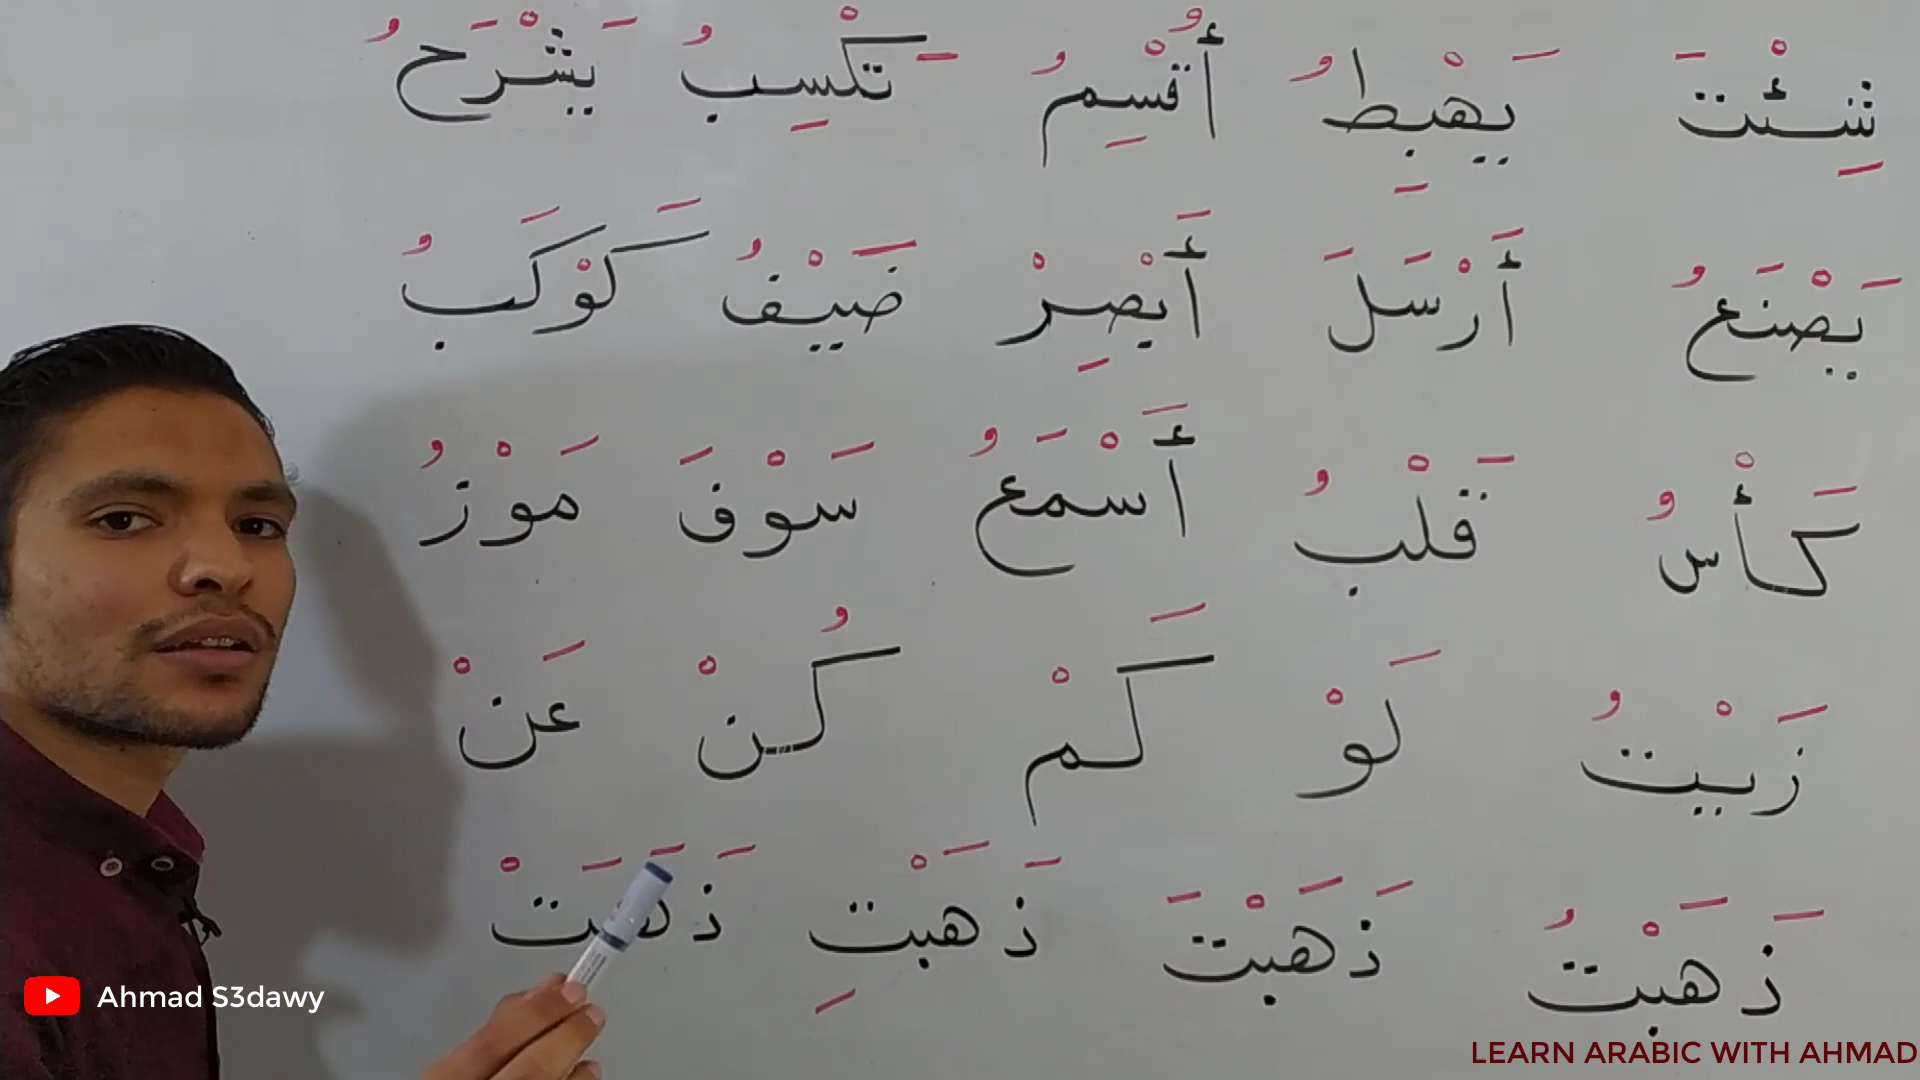 شِئْتَ يَهْبِطُ أُقْسِمُ تَكْسِبُ يَشْرَحُ
يَصْنَعُ أَرْسَلَ أَبْصِرْ ضَيْفُ كَوْكَبُ
كَأْسُ قَلْبُ أَسْمَعُ سَوْفَ مَوْزُ
زَيْتُ لَوْ كَمْ كُنْ عَنْ
ذَهَبْتُ ذَهَبْتَ ذَهَبْتِ ذَهَبَتْ
Ahmad S3dawy
LEARN ARABIC WITH AHMAD